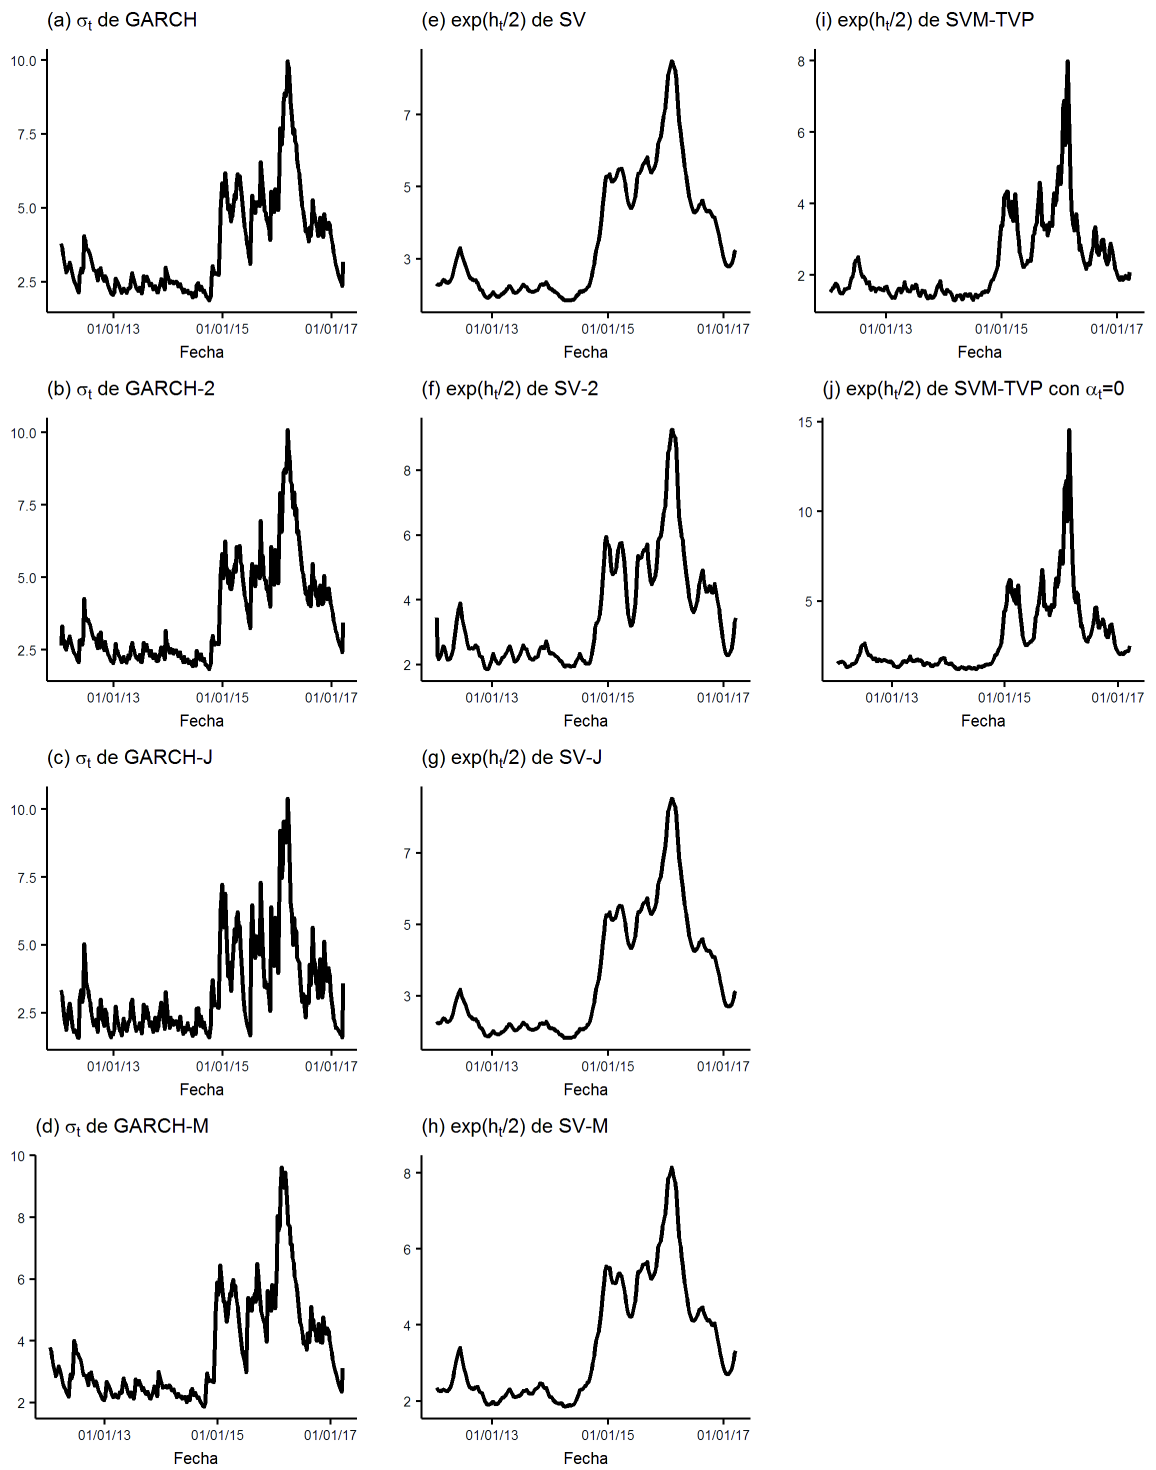 (a) σt de GARCH
10.0
7.5
5.0
2.5
01/01/13 01/01/15 01/01/17
Fecha
(e) exp(ht/2) de SV
7
5
3
01/01/13 01/01/15 01/01/17
Fecha
(i) exp(ht/2) de SVM-TVP
8
6
4
2
01/01/13 01/01/15 01/01/17
Fecha
(b) σt de GARCH-2
10.0
7.5
5.0
2.5
01/01/13 01/01/15 01/01/17
Fecha
(f) exp(ht/2) de SV-2
8
6
4
2
01/01/13 01/01/15 01/01/17
Fecha
(j) exp(ht/2) de SVM-TVP con αt=0
15
10
5
01/01/13 01/01/15 01/01/17
Fecha
(c) σt de GARCH-J
10.0
7.5
5.0
2.5
01/01/13 01/01/15 01/01/17
Fecha
(g) exp(ht/2) de SV-J
7
5
3
01/01/13 01/01/15 01/01/17
Fecha
(d) σt de GARCH-M
10
8
6
4
2
01/01/13 01/01/15 01/01/17
Fecha
(h) exp(ht/2) de SV-M
8
6
4
2
01/01/13 01/01/15 01/01/17
Fecha